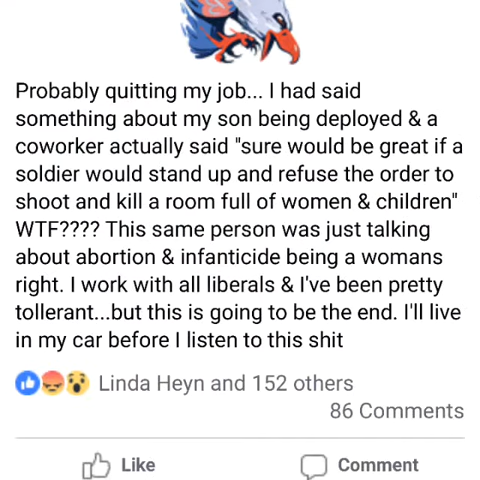 Probably quitting my job... I had said
something about my son being deployed & a
coworker actually said "sure would be great if a
soldier would stand up and refuse the order to
shoot and kill a room full of women & children"
WTF???? This same person was just talking
about abortion & infanticide being a womans
right. I work with all liberals & I've been pretty
tollerant...but this is going to be the end. I'll live
in my car before I listen to this shit
Linda Heyn and 152 others
86 Comments
Like
Comment